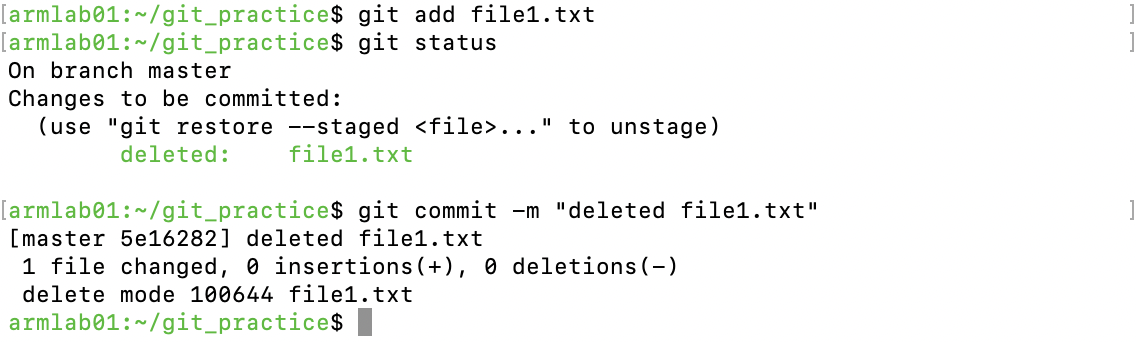 [armlab01:~/git_practice$ git add file1.txt ]
[armlab01:~/git_practice$ git status ]
On branch master
Changes to be committed:
  (use "git restore --staged <file>..." to unstage)
        deleted:    file1.txt

[armlab01:~/git_practice$ git commit -m "deleted file1.txt" ]
[master 5e16282] deleted file1.txt
 1 file changed, 0 insertions(+), 0 deletions(-)
 delete mode 100644 file1.txt
armlab01:~/git_practice$